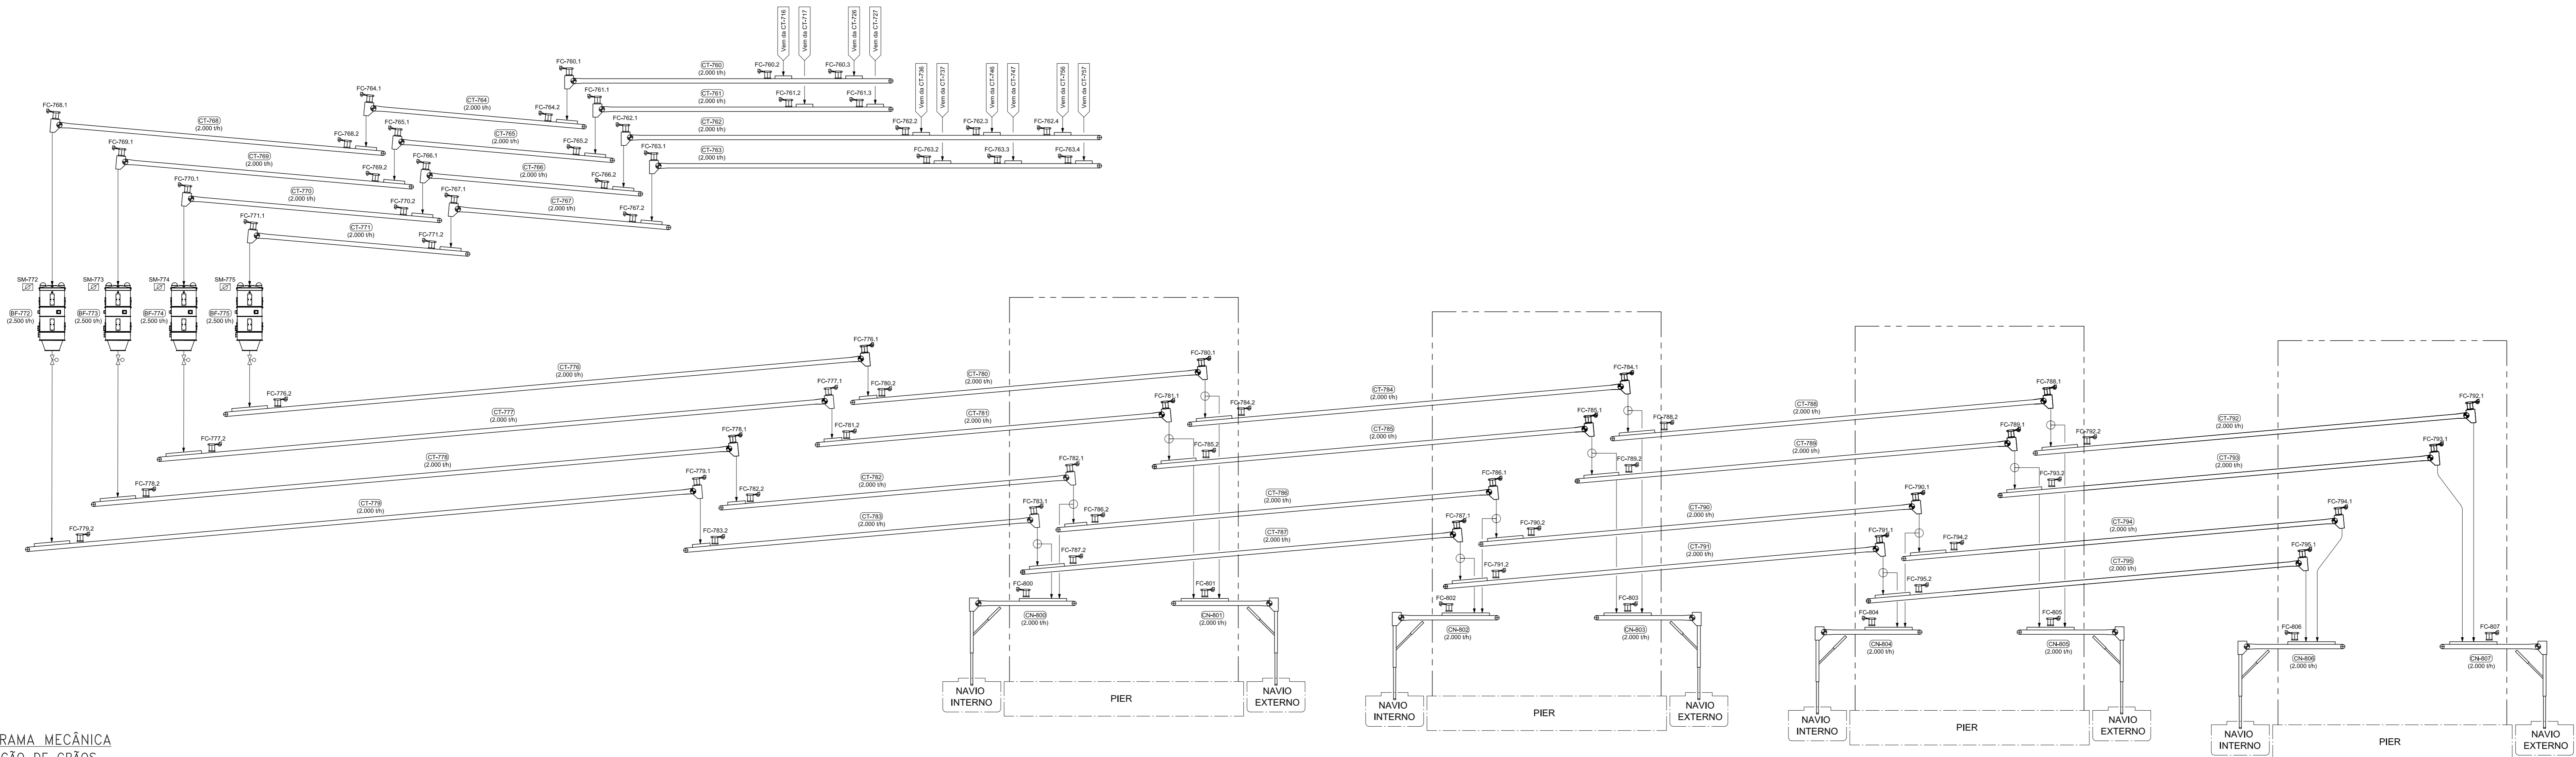 Vem da CT-716
Vem da CT-717
Vem da CT-726
Vem da CT-727
FC-760.1
CT-760
(2.000 t/h)
FC-760.2
FC-760.3
Vem da CT-736
Vem da CT-737
Vem da CT-746
Vem da CT-747
Vem da CT-756
Vem da CT-757
FC-764.1
CT-764
(2.000 t/h)
FC-764.2
FC-761.1
CT-761
(2.000 t/h)
FC-761.2
FC-761.3
FC-768.1
CT-768
(2.000 t/h)
FC-768.2
FC-765.1
CT-765
(2.000 t/h)
FC-765.2
FC-762.1
CT-762
(2.000 t/h)
FC-762.2
FC-762.3
FC-762.4
FC-769.1
CT-769
(2.000 t/h)
FC-769.2
FC-766.1
CT-766
(2.000 t/h)
FC-766.2
FC-763.1
CT-763
(2.000 t/h)
FC-763.2
FC-763.3
FC-763.4
FC-770.1
CT-770
(2.000 t/h)
FC-770.2
FC-767.1
CT-767
(2.000 t/h)
FC-767.2
FC-771.1
CT-771
(2.000 t/h)
FC-771.2
SM-772
SM-773
SM-774
SM-775
BF-772
(2.500 t/h)
BF-773
(2.500 t/h)
BF-774
(2.500 t/h)
BF-775
(2.500 t/h)
FC-776.1
CT-776
(2.000 t/h)
FC-776.2
FC-780.1
CT-780
(2.000 t/h)
FC-780.2
FC-784.1
CT-784
(2.000 t/h)
FC-784.2
FC-788.1
CT-788
(2.000 t/h)
FC-788.2
FC-792.1
CT-792
(2.000 t/h)
FC-792.2
FC-777.1
CT-777
(2.000 t/h)
FC-777.2
FC-781.1
CT-781
(2.000 t/h)
FC-781.2
FC-785.1
CT-785
(2.000 t/h)
FC-785.2
FC-789.1
CT-789
(2.000 t/h)
FC-789.2
FC-793.1
CT-793
(2.000 t/h)
FC-793.2
FC-778.1
CT-778
(2.000 t/h)
FC-778.2
FC-782.1
CT-782
(2.000 t/h)
FC-782.2
FC-786.1
CT-786
(2.000 t/h)
FC-786.2
FC-790.1
CT-790
(2.000 t/h)
FC-790.2
FC-794.1
CT-794
(2.000 t/h)
FC-794.2
FC-779.1
CT-779
(2.000 t/h)
FC-779.2
FC-783.1
CT-783
(2.000 t/h)
FC-783.2
FC-787.1
CT-787
(2.000 t/h)
FC-787.2
FC-791.1
CT-791
(2.000 t/h)
FC-791.2
FC-795.1
CT-795
(2.000 t/h)
FC-795.2
FC-800
CN-800
(2.000 t/h)
FC-801
CN-801
(2.000 t/h)
FC-802
CN-802
(2.000 t/h)
FC-803
CN-803
(2.000 t/h)
FC-804
CN-804
(2.000 t/h)
FC-805
CN-805
(2.000 t/h)
FC-806
CN-806
(2.000 t/h)
FC-807
CN-807
(2.000 t/h)
NAVIO
INTERNO
PIER
NAVIO
EXTERNO
NAVIO
INTERNO
PIER
NAVIO
EXTERNO
NAVIO
INTERNO
PIER
NAVIO
EXTERNO
NAVIO
INTERNO
PIER
NAVIO
EXTERNO
RAMA MECÂNICA
ÇÃO DE GRÃOS